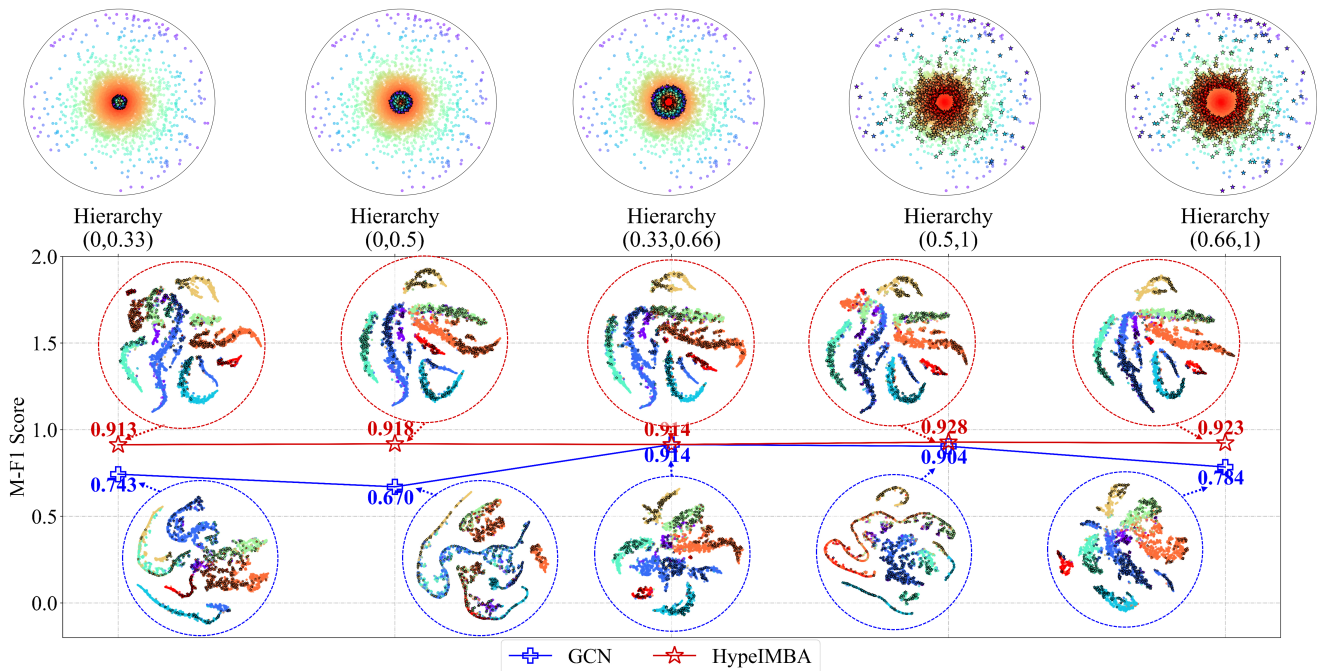 Hierarchy
(0,0.33)
Hierarchy
(0,0.5)
Hierarchy
(0.33,0.66)
Hierarchy
(0.5,1)
Hierarchy
(0.66,1)
M-F1 Score
2.0
1.5
1.0
0.5
0.0
0.913
0.918
0.914
0.928
0.923
0.743
0.670
0.914
0.904
0.784
GCN
HypeIMBA